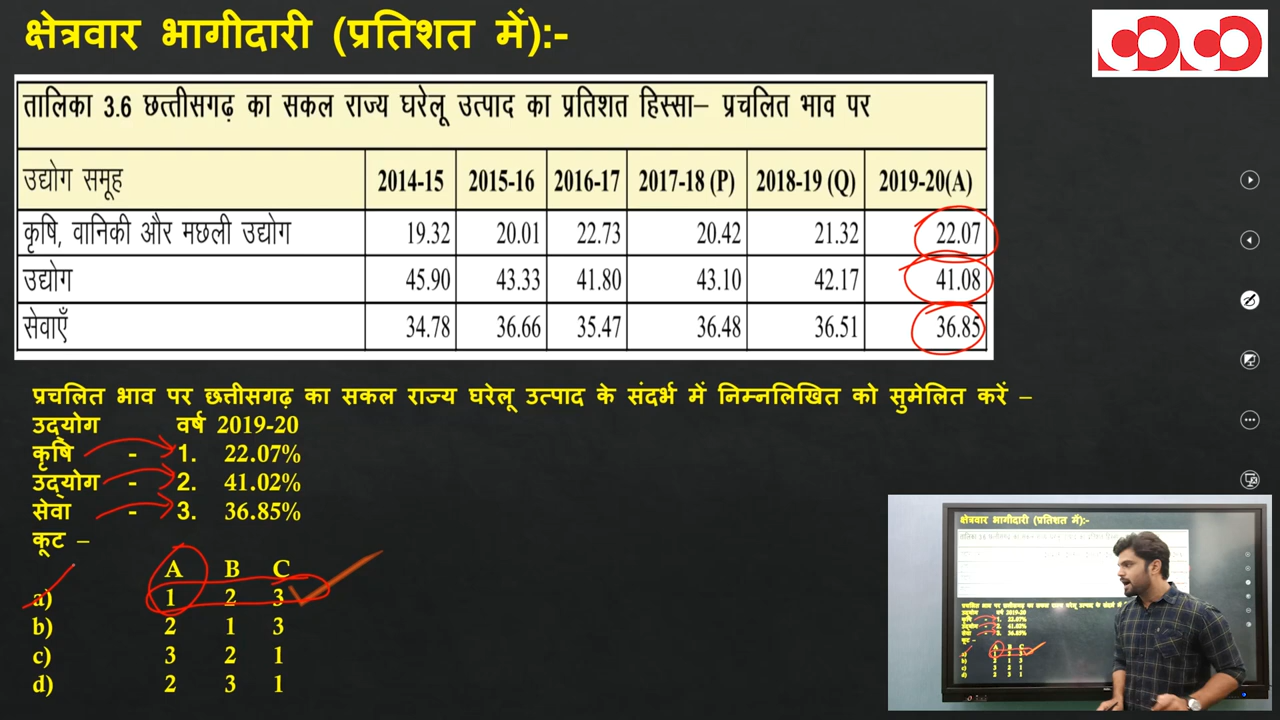 क्षेत्रवार भागीदारी (प्रतिशत में):-
तालिका 3.6 छत्तीसगढ़ का सकल राज्य घरेलू उत्पाद का प्रतिशत हिस्सा– प्रचलित भाव पर
उद्योग समूह 2014-15 2015-16 2016-17 2017-18 (P) 2018-19 (Q) 2019-20(A)
कृषि, वानिकी और मछली उद्योग 19.32 20.01 22.73 20.42 21.32 22.07
उद्योग 45.90 43.33 41.80 43.10 42.17 41.08
सेवाएँ 34.78 36.66 35.47 36.48 36.51 36.85
प्रचलित भाव पर छत्तीसगढ़ का सकल राज्य घरेलू उत्पाद के संदर्भ में निम्नलिखित को सुमेलित करें –
उद्योग वर्ष 2019-20
कृषि - 1. 22.07%
उद्योग - 2. 41.02%
सेवा - 3. 36.85%
कूट –
A B C
a) 1 2 3
b) 2 1 3
c) 3 2 1
d) 2 3 1
क्षेत्रवार भागीदारी (प्रतिशत में):-